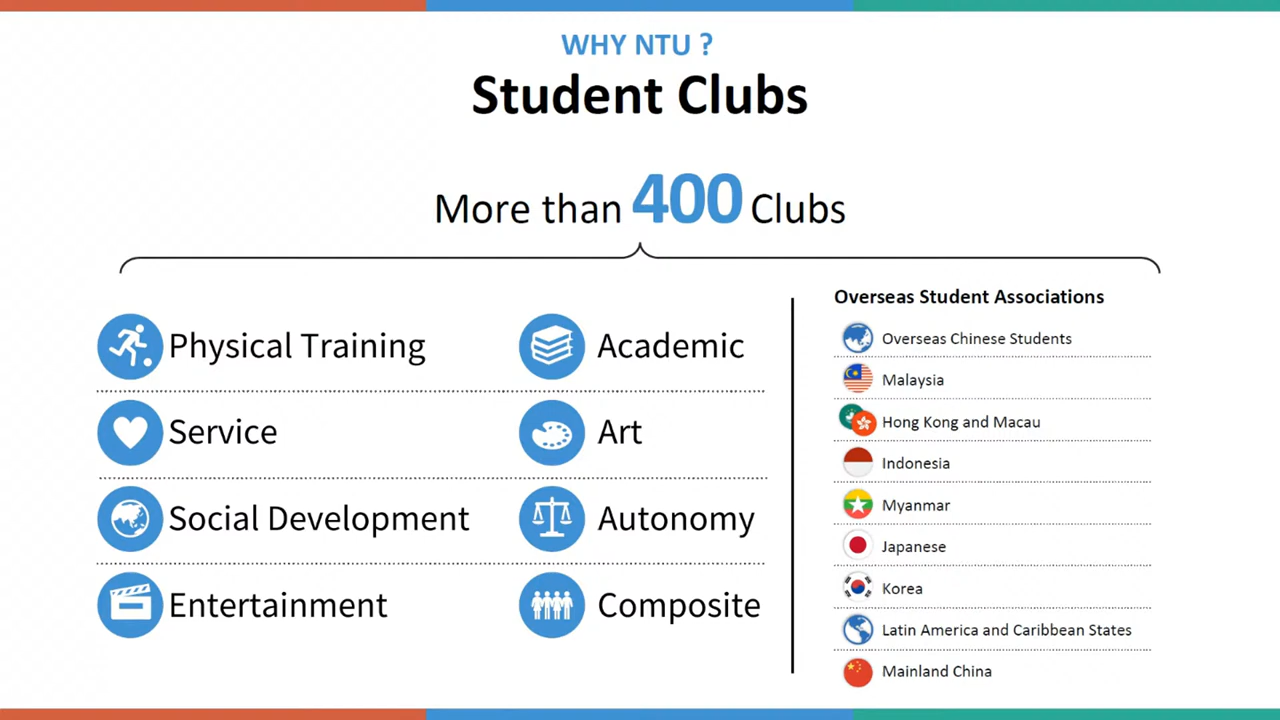 WHY NTU ?
Student Clubs
More than 400 Clubs
Physical Training
Academic
Service
Art
Social Development
Autonomy
Entertainment
Composite
Overseas Student Associations
Overseas Chinese Students
Malaysia
Hong Kong and Macau
Indonesia
Myanmar
Japanese
Korea
Latin America and Caribbean States
Mainland China